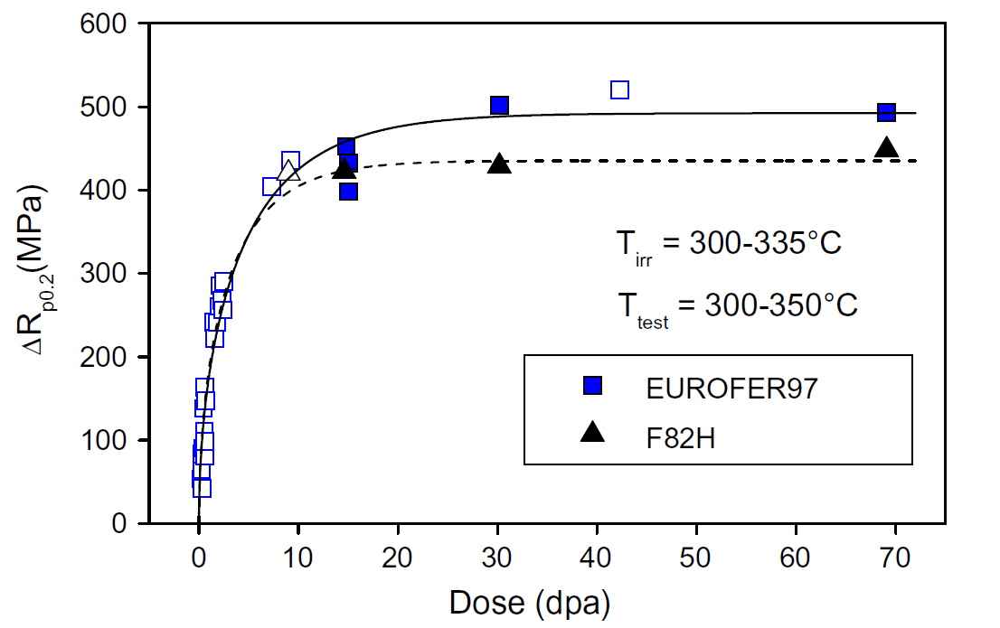 600
500
400
300
200
100
0
ΔRp0.2(MPa)
Tirr = 300-335°C
Ttest = 300-350°C
EUROFER97
F82H
0 10 20 30 40 50 60 70
Dose (dpa)